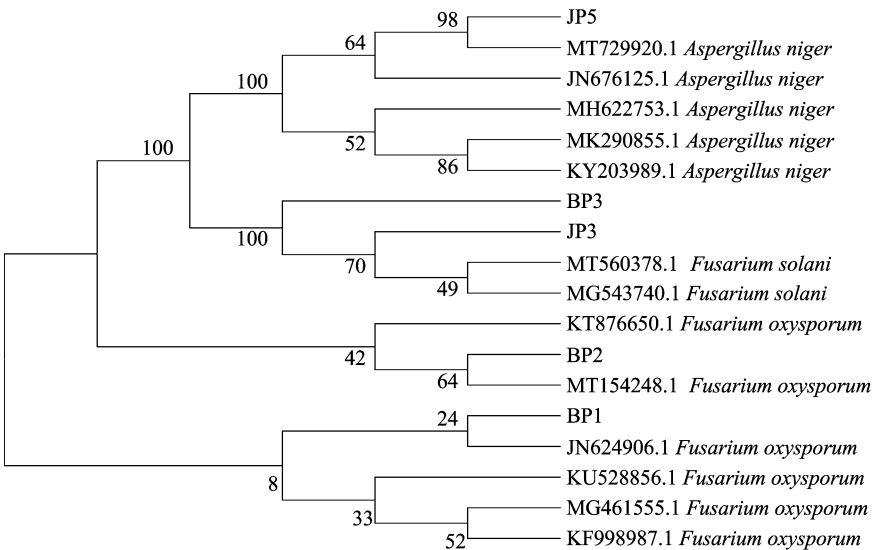 98 JP5
64 MT729920.1 Aspergillus niger
JN676125.1 Aspergillus niger
100
MH622753.1 Aspergillus niger
52 MK290855.1 Aspergillus niger
100
86 KY203989.1 Aspergillus niger
BP3
100 JP3
70 MT560378.1 Fusarium solani
49 MG543740.1 Fusarium solani
KT876650.1 Fusarium oxysporum
42 BP2
64 MT154248.1 Fusarium oxysporum
24 BP1
JN624906.1 Fusarium oxysporum
8 KU528856.1 Fusarium oxysporum
33 MG461555.1 Fusarium oxysporum
52 KF998987.1 Fusarium oxysporum